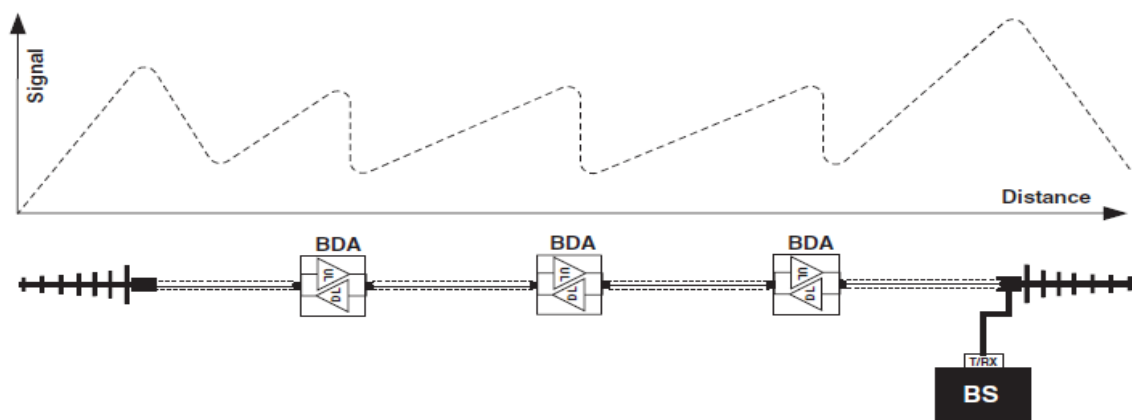 Signal
Distance
BDA
BDA
BDA
UL
DL
UL
DL
UL
DL
T/RX
BS